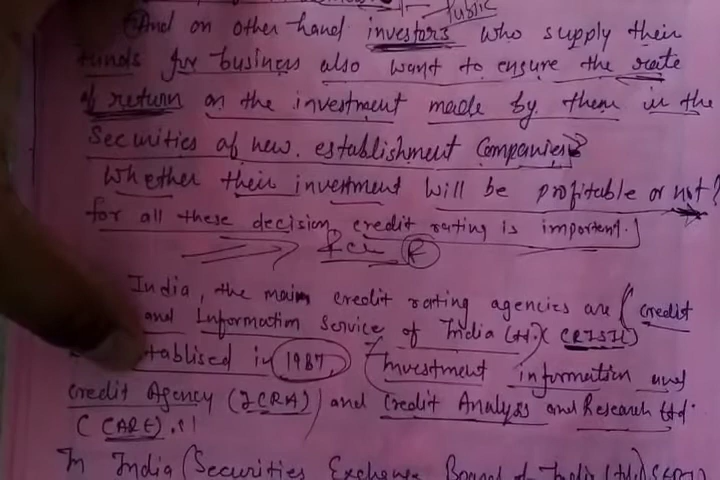 Public
And on other hand investors who supply their
funds for business also want to ensure the rate
of return on the investment made by them in the
Securities of new. establishment Companies?
Whether their investment will be profitable or not?
for all these decision, credit rating is importent.
R
India, the main credit rating agencies are (credit
and Information Service of India Ltd.) ( CRISIL)
tablised in 1987, Investment information and
Credit Agency (ICRA) and Credit Analysis and Research Ltd.
( CARE).
In India (Securities Exchange Board of India